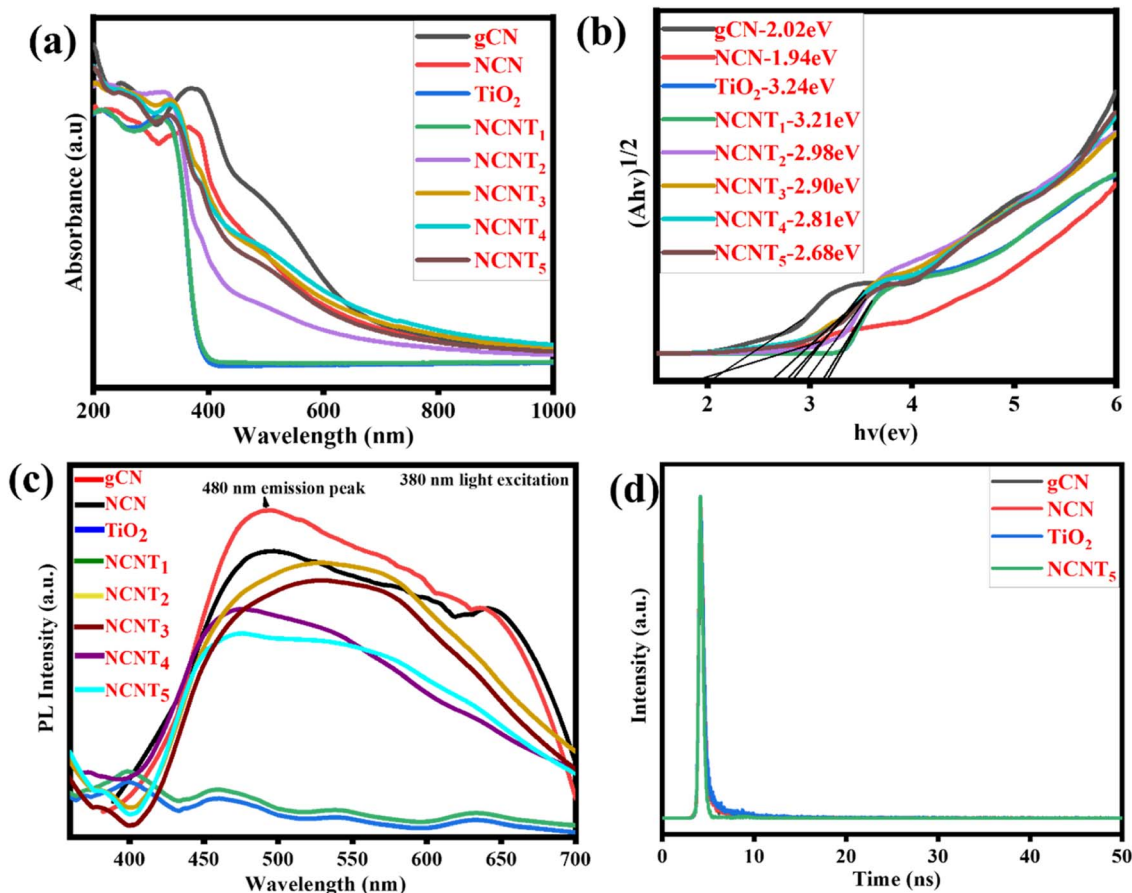 (a)
gCN
NCN
TiO₂
NCNT₁
NCNT₂
NCNT₃
NCNT₄
NCNT₅
Absorbance (a.u)
200 400 600 800 1000
Wavelength (nm)
(b)
gCN-2.02eV
NCN-1.94eV
TiO₂-3.24eV
NCNT₁-3.21eV
NCNT₂-2.98eV
NCNT₃-2.90eV
NCNT₄-2.81eV
NCNT₅-2.68eV
(Ahν)¹/²
2 3 4 5 6
hν(ev)
(c)
gCN
NCN
TiO₂
NCNT₁
NCNT₂
NCNT₃
NCNT₄
NCNT₅
480 nm emission peak
380 nm light excitation
PL Intensity (a.u.)
400 450 500 550 600 650 700
Wavelength (nm)
(d)
gCN
NCN
TiO₂
NCNT₅
Intensity (a.u.)
0 10 20 30 40 50
Time (ns)